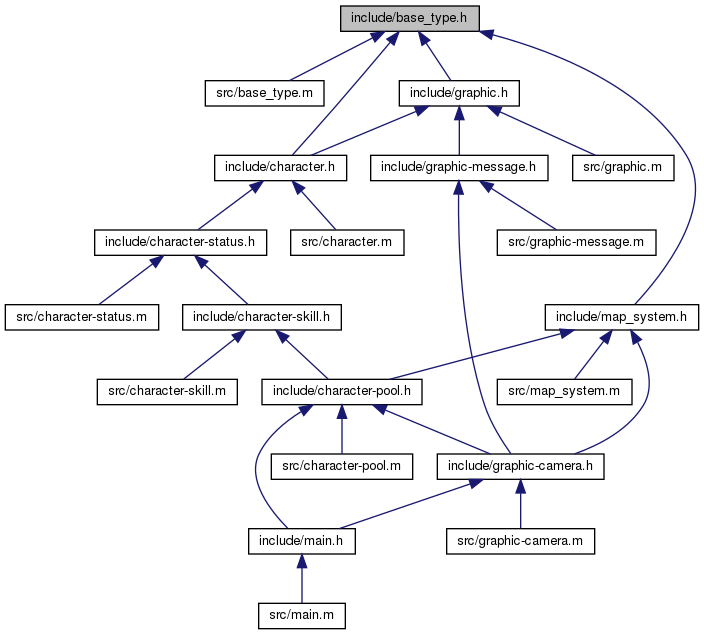 include/base_type.h
src/base_type.m
include/graphic.h
include/character.h
include/graphic-message.h
src/graphic.m
include/character-status.h
src/character.m
src/graphic-message.m
src/character-status.m
include/character-skill.h
include/map_system.h
src/character-skill.m
include/character-pool.h
src/map_system.m
src/character-pool.m
include/graphic-camera.h
include/main.h
src/graphic-camera.m
src/main.m